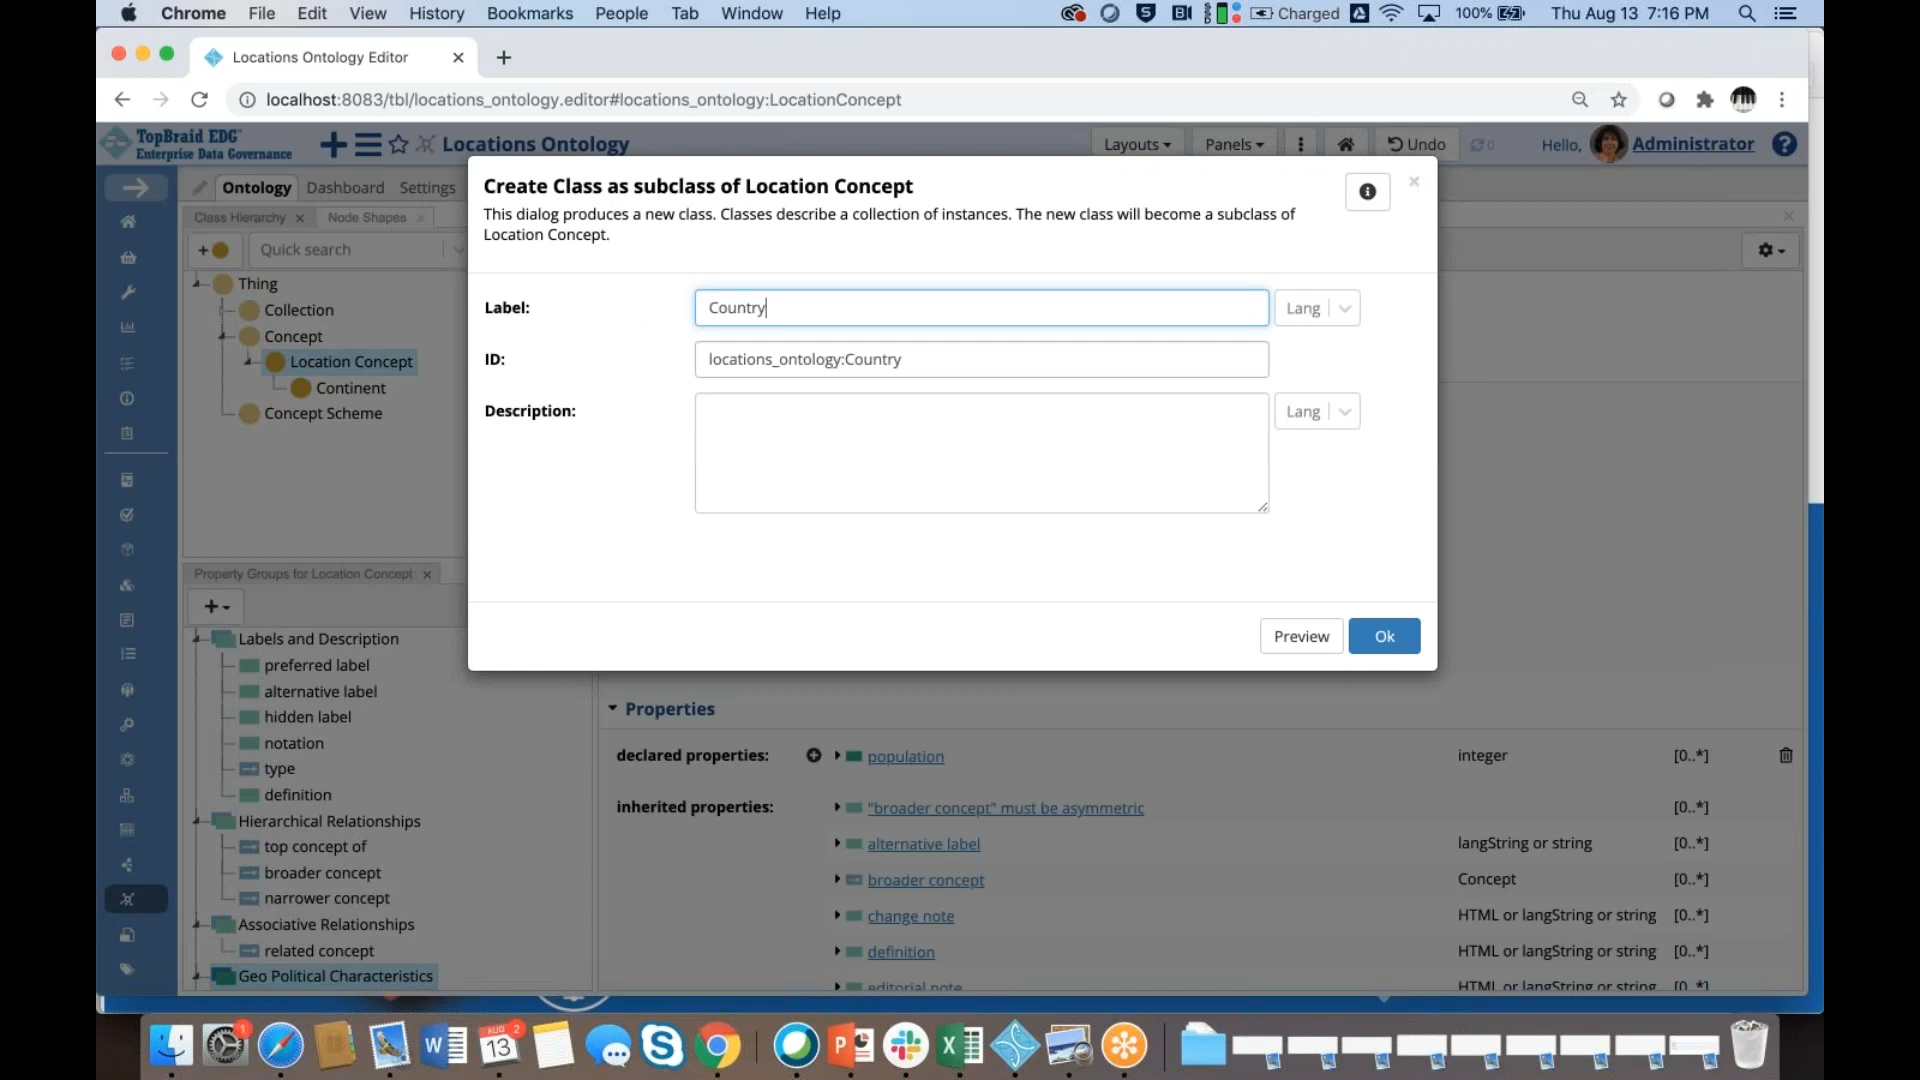 Chrome File Edit View History Bookmarks People Tab Window Help Charged 100% Thu Aug 13 7:16 PM
Locations Ontology Editor
localhost:8083/tbl/locations_ontology.editor#locations_ontology:LocationConcept
TopBraid EDG
Enterprise Data Governance
Locations Ontology Layouts Panels Undo 0 Hello, Administrator
Ontology Dashboard Settings
Class Hierarchy Node Shapes
Quick search
Thing
Collection
Concept
Location Concept
Continent
Concept Scheme
Create Class as subclass of Location Concept
This dialog produces a new class. Classes describe a collection of instances. The new class will become a subclass of
Location Concept.
Label: Country Lang
ID: locations_ontology:Country
Description: Lang
Preview Ok
Property Groups for Location Concept
Labels and Description
preferred label
alternative label
hidden label
notation
type
definition
Hierarchical Relationships
top concept of
broader concept
narrower concept
Associative Relationships
related concept
Geo Political Characteristics
Properties
declared properties: population integer [0..*]
inherited properties: "broader concept" must be asymmetric [0..*]
alternative label langString or string [0..*]
broader concept Concept [0..*]
change note HTML or langString or string [0..*]
definition HTML or langString or string [0..*]
editorial note HTML or langString or string [0..*]
1 AUG 2 13